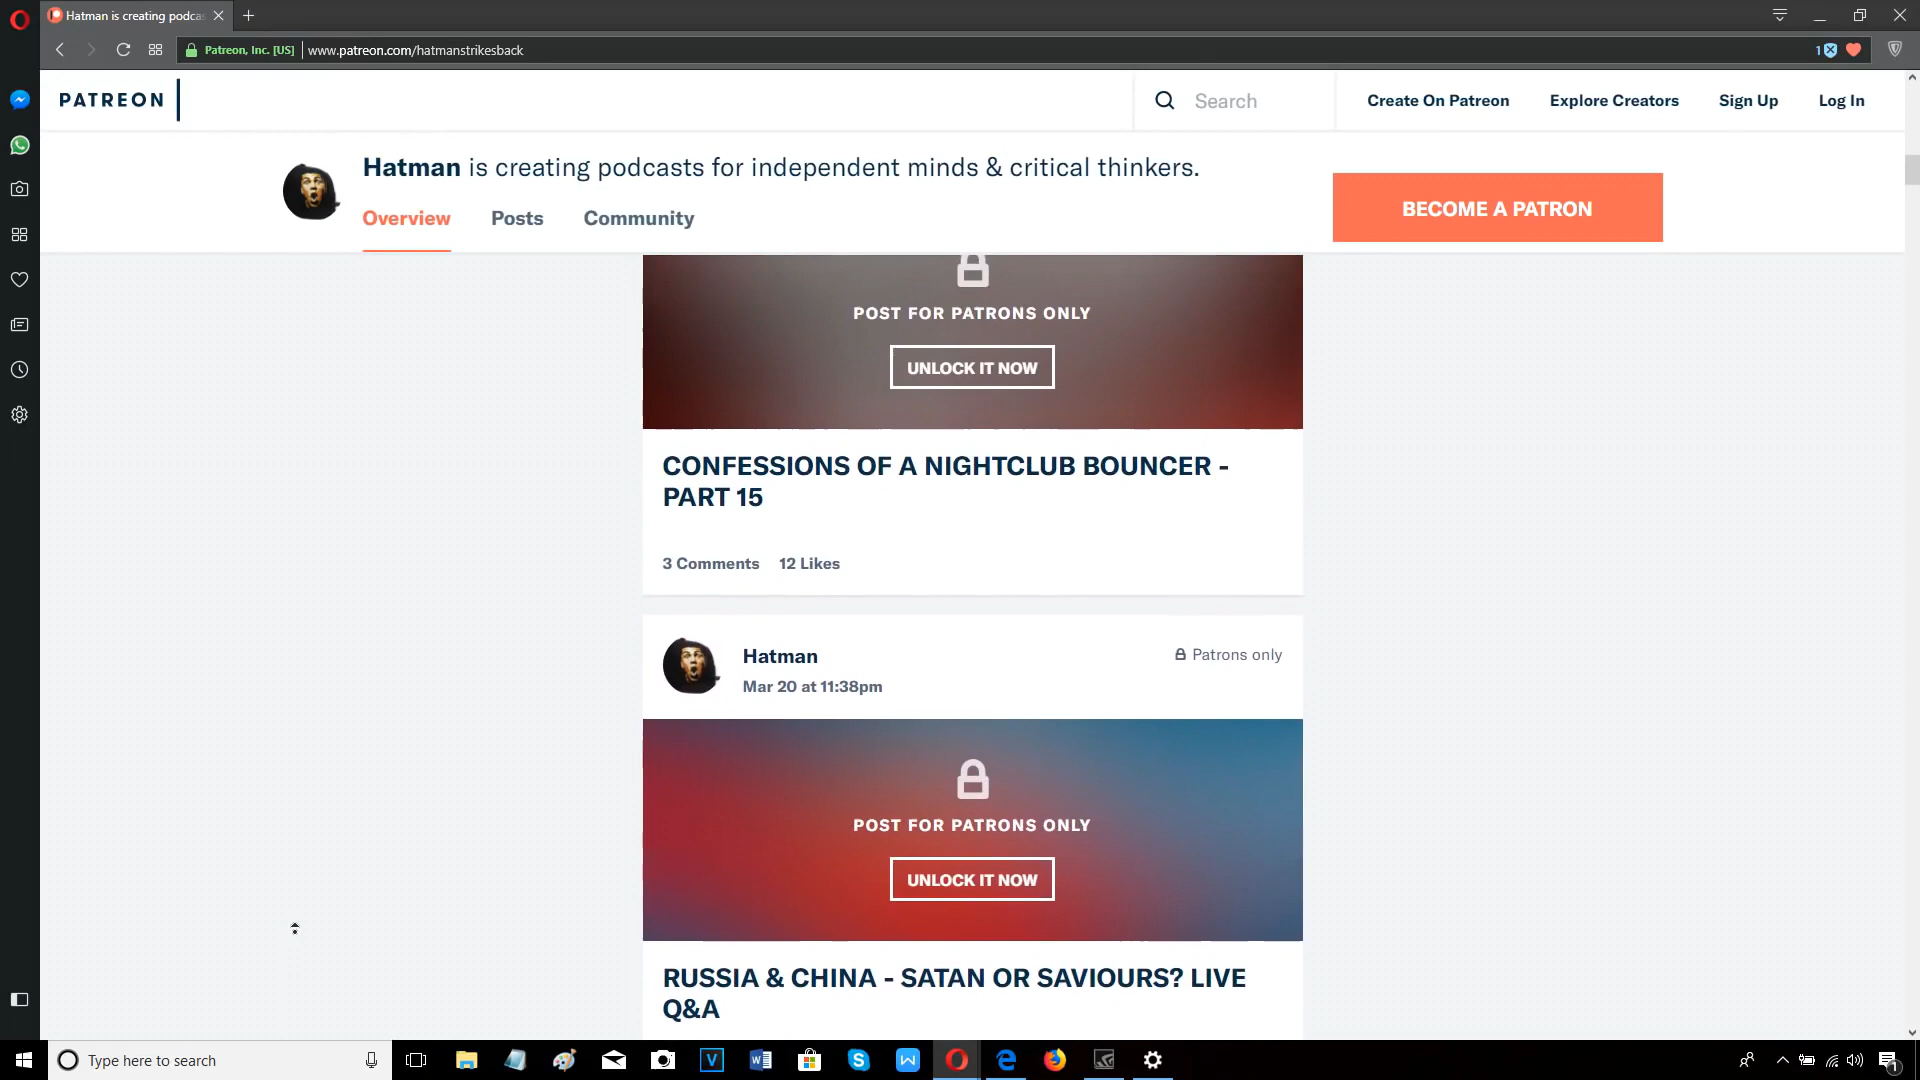 Hatman is creating podca
Patreon, Inc. [US]
www.patreon.com/hatmanstrikesback
1
PATREON
Search
Create On Patreon
Explore Creators
Sign Up
Log In
Hatman is creating podcasts for independent minds & critical thinkers.
Overview
Posts
Community
BECOME A PATRON
POST FOR PATRONS ONLY
UNLOCK IT NOW
CONFESSIONS OF A NIGHTCLUB BOUNCER -
PART 15
3 Comments
12 Likes
Hatman
Patrons only
Mar 20 at 11:38pm
POST FOR PATRONS ONLY
UNLOCK IT NOW
RUSSIA & CHINA - SATAN OR SAVIOURS? LIVE
Q&A
Type here to search
V
W
1